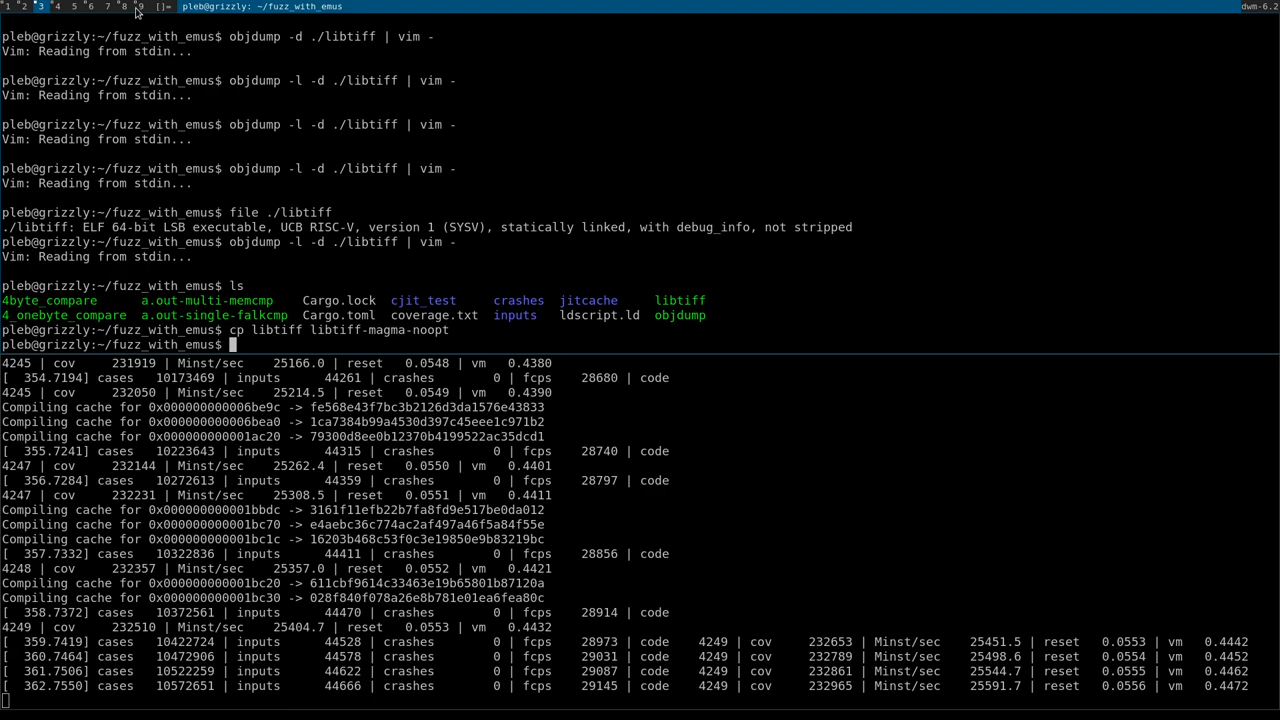 1 2 3 4 5 6 7 8 9 []= pleb@grizzly: ~/fuzz_with_emus dwm-6.2
pleb@grizzly:~/fuzz_with_emus$ objdump -d ./libtiff | vim -
Vim: Reading from stdin...
pleb@grizzly:~/fuzz_with_emus$ objdump -l -d ./libtiff | vim -
Vim: Reading from stdin...
pleb@grizzly:~/fuzz_with_emus$ objdump -l -d ./libtiff | vim -
Vim: Reading from stdin...
pleb@grizzly:~/fuzz_with_emus$ objdump -l -d ./libtiff | vim -
Vim: Reading from stdin...
pleb@grizzly:~/fuzz_with_emus$ file ./libtiff
./libtiff: ELF 64-bit LSB executable, UCB RISC-V, version 1 (SYSV), statically linked, with debug_info, not stripped
pleb@grizzly:~/fuzz_with_emus$ objdump -l -d ./libtiff | vim -
Vim: Reading from stdin...
pleb@grizzly:~/fuzz_with_emus$ ls
4byte_compare a.out-multi-memcmp Cargo.lock cjit_test crashes jitcache libtiff
4_onebyte_compare a.out-single-falkcmp Cargo.toml coverage.txt inputs ldscript.ld objdump
pleb@grizzly:~/fuzz_with_emus$ cp libtiff libtiff-magma-noopt
pleb@grizzly:~/fuzz_with_emus$
4245 | cov 231919 | Minst/sec 25166.0 | reset 0.0548 | vm 0.4380
[ 354.7194] cases 10173469 | inputs 44261 | crashes 0 | fcps 28680 | code
4245 | cov 232050 | Minst/sec 25214.5 | reset 0.0549 | vm 0.4390
Compiling cache for 0x000000000006be9c -> fe568e43f7bc3b2126d3da1576e43833
Compiling cache for 0x000000000006bea0 -> 1ca7384b99a4530d397c45eee1c971b2
Compiling cache for 0x000000000001ac20 -> 79300d8ee0b12370b4199522ac35dcd1
[ 355.7241] cases 10223643 | inputs 44315 | crashes 0 | fcps 28740 | code
4247 | cov 232144 | Minst/sec 25262.4 | reset 0.0550 | vm 0.4401
[ 356.7284] cases 10272613 | inputs 44359 | crashes 0 | fcps 28797 | code
4247 | cov 232231 | Minst/sec 25308.5 | reset 0.0551 | vm 0.4411
Compiling cache for 0x000000000001bbdc -> 3161f11efb22b7fa8fd9e517be0da012
Compiling cache for 0x000000000001bc70 -> e4aebc36c774ac2af497a46f5a84f55e
Compiling cache for 0x000000000001bc1c -> 16203b468c53f0c3e19850e9b83219bc
[ 357.7332] cases 10322836 | inputs 44411 | crashes 0 | fcps 28856 | code
4248 | cov 232357 | Minst/sec 25357.0 | reset 0.0552 | vm 0.4421
Compiling cache for 0x000000000001bc20 -> 611cbf9614c33463e19b65801b87120a
Compiling cache for 0x000000000001bc30 -> 028f840f078a26e8b781e01ea6fea80c
[ 358.7372] cases 10372561 | inputs 44470 | crashes 0 | fcps 28914 | code
4249 | cov 232510 | Minst/sec 25404.7 | reset 0.0553 | vm 0.4432
[ 359.7419] cases 10422724 | inputs 44528 | crashes 0 | fcps 28973 | code 4249 | cov 232653 | Minst/sec 25451.5 | reset 0.0553 | vm 0.4442
[ 360.7464] cases 10472906 | inputs 44578 | crashes 0 | fcps 29031 | code 4249 | cov 232789 | Minst/sec 25498.6 | reset 0.0554 | vm 0.4452
[ 361.7506] cases 10522259 | inputs 44622 | crashes 0 | fcps 29087 | code 4249 | cov 232861 | Minst/sec 25544.7 | reset 0.0555 | vm 0.4462
[ 362.7550] cases 10572651 | inputs 44666 | crashes 0 | fcps 29145 | code 4249 | cov 232965 | Minst/sec 25591.7 | reset 0.0556 | vm 0.4472